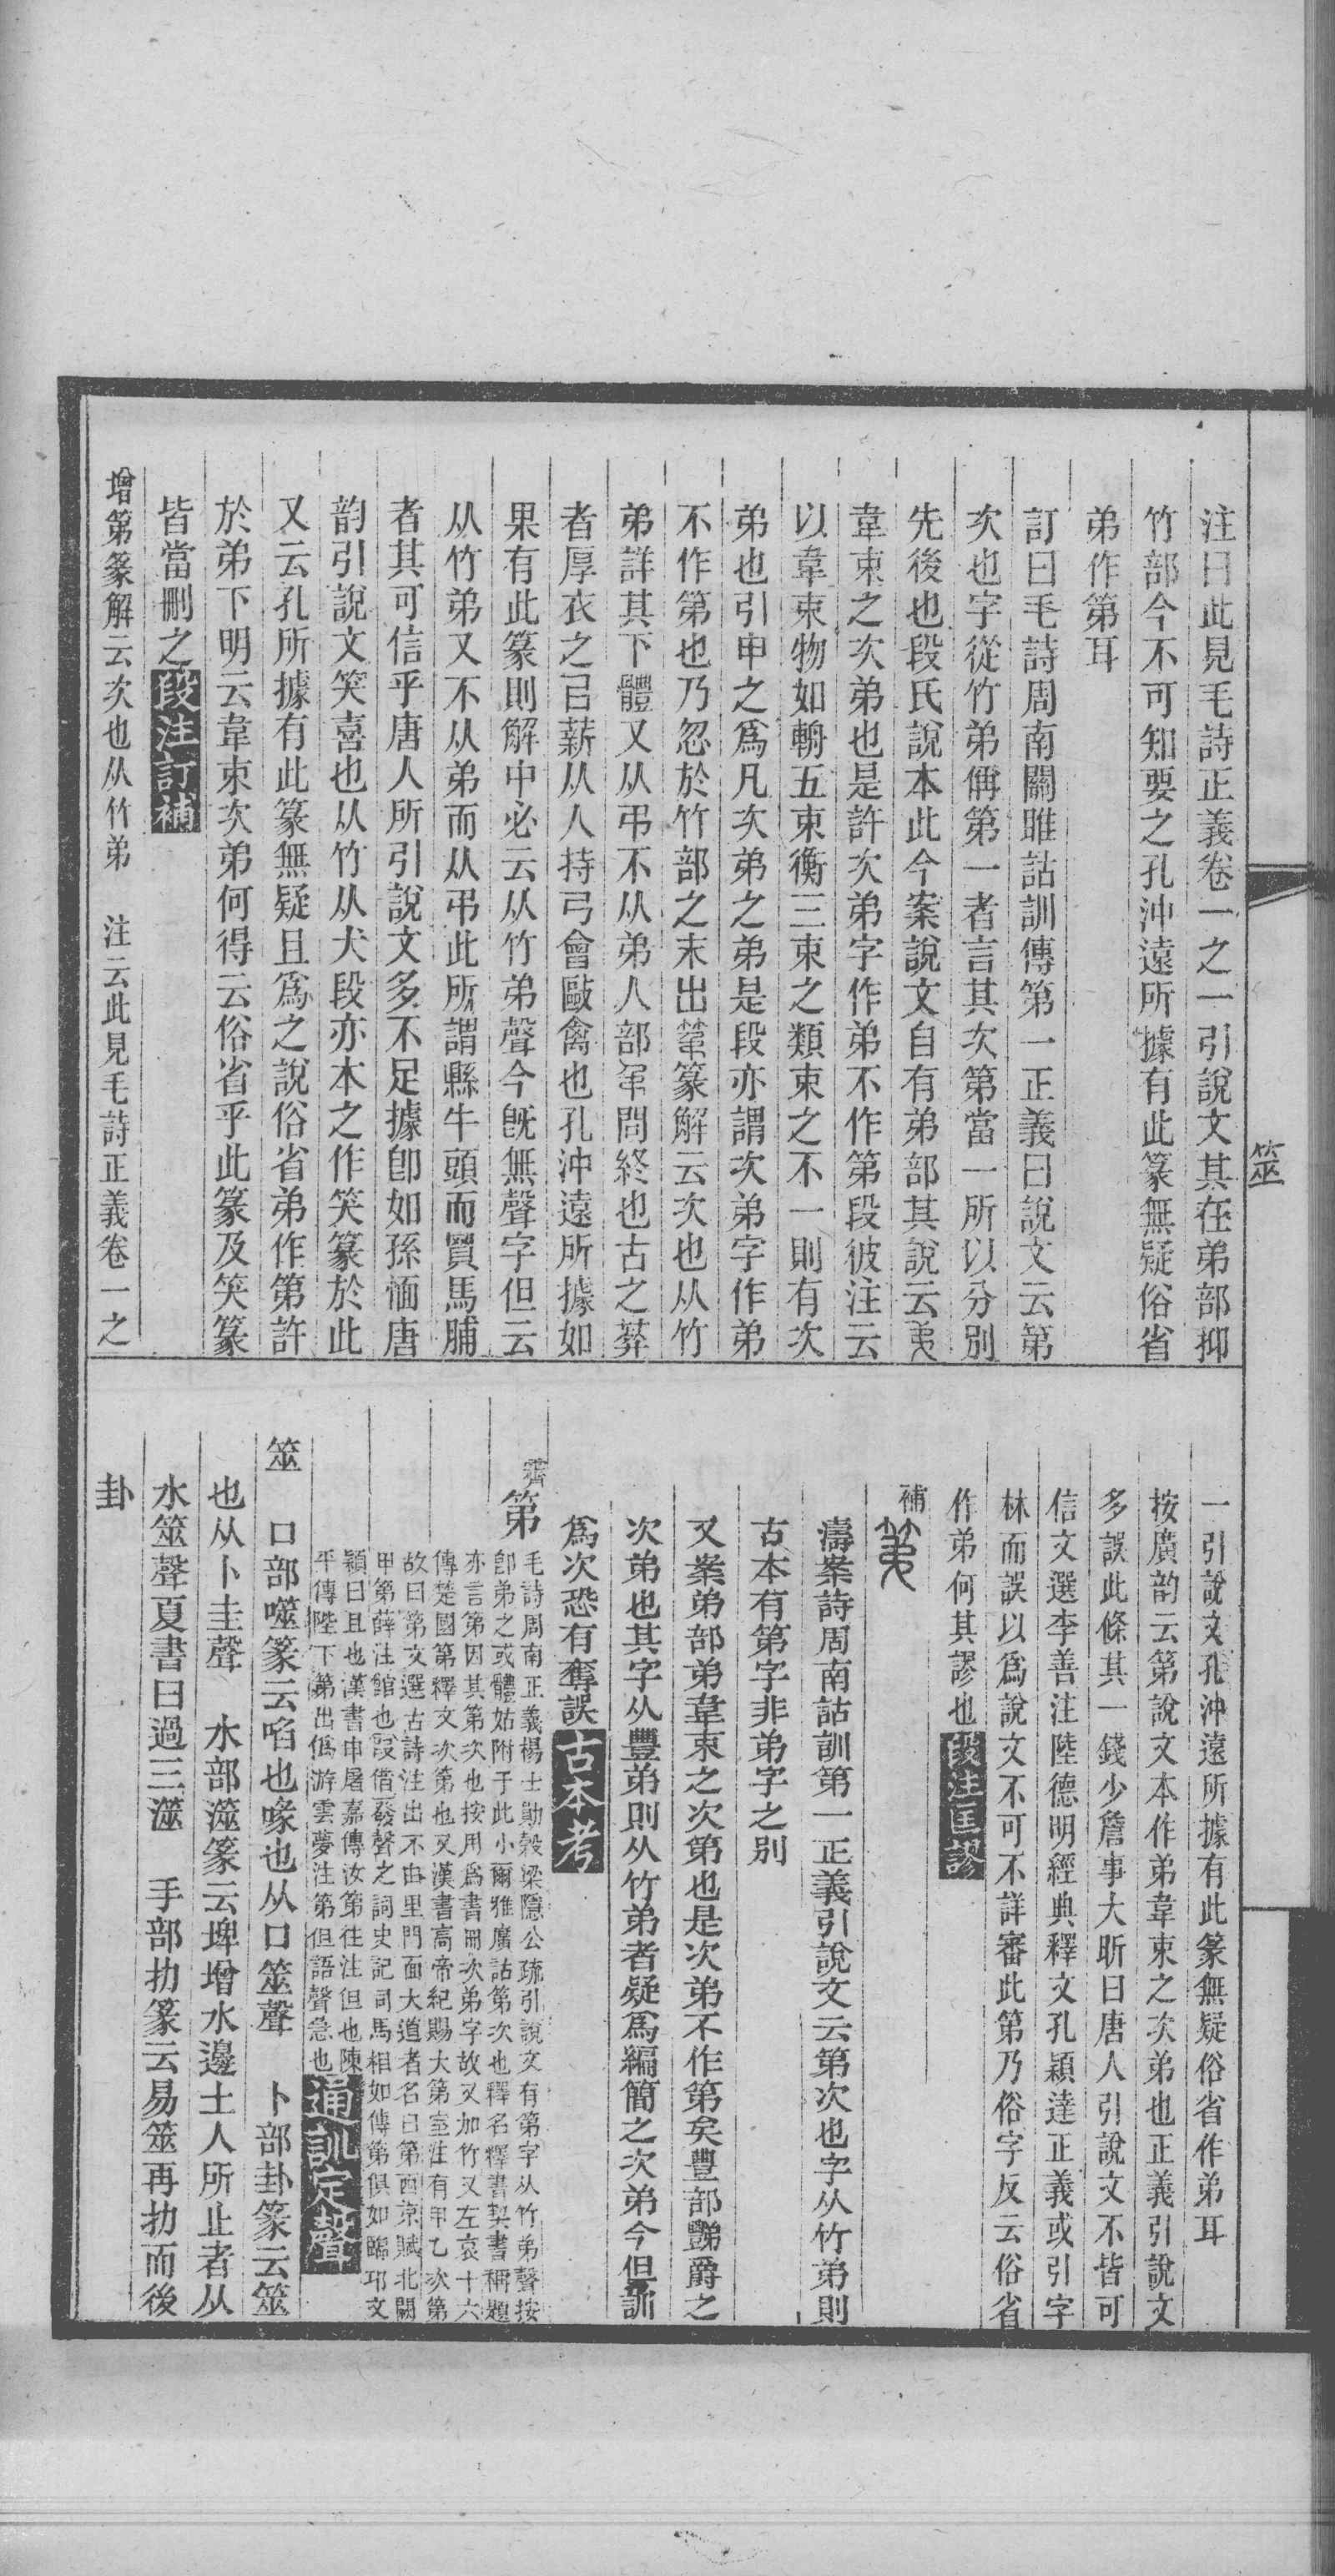 注曰此見毛詩正義卷一之一引說文其在弟部抑
竹部今不可知要之孔沖遠所據有此篆無疑俗省
弟作第耳
訂曰毛詩周南關雎詁訓傳第一正義曰說文云第
次也字從竹弟偁第一者言其次第當一所以分別
先後也段氏說本此今案說文自有弟部其說云
韋束之次弟也是許次弟字作弟不作第段彼注云
以韋束物如輈五束衡三束之類束之不一則有次
弟也引申之爲凡次弟之弟是段亦謂次弟字作弟
不作第也乃忽於竹部之末出篆解云次也从竹
弟詳其下體又从弔不从弟人部弔問終也古之葬
者厚衣之㠯薪从人持弓會敺禽也孔沖遠所據如
果有此篆則解中必云从竹弟聲今旣無聲字但云
从竹弟又不从弟而从弔此所謂縣牛頭而買馬脯
者其可信乎唐人所引說文多不足據卽如孫愐唐
韵引說文笑喜也从竹从犬段亦本之作笑篆於此
又云孔所據有此篆無疑且爲之說俗省弟作第許
於弟下明云韋束次弟何得云俗省乎此篆及笑篆
皆當刪之段注訂補
增第篆解云次也从竹弟 注云此見毛詩正義卷一之
筮
一引說文孔沖遠所據有此篆無疑俗省作弟耳
按廣韵云第說文本作弟韋束之次弟也正義引說文
多誤此條其一錢少詹事大昕曰唐人引說文不皆可
信文選李善注陸德明經典釋文孔穎達正義或引字
林而誤以爲說文不可不詳審此第乃俗字反云俗省
作弟何其謬也段注匡謬
補
濤案詩周南詁訓第一正義引說文云第次也字从竹弟則
古本有第字非弟字之別
又案弟部弟韋束之次第也是次弟不作第矣豐部豑爵之
次弟也其字从豐弟則从竹弟者疑爲編簡之次弟今但訓
爲次恐有奪誤古本考
第
毛詩周南正義楊士勛穀梁隱公疏引說文有第字从竹弟聲按
卽弟之或體姑附于此小爾雅廣詁第次也釋名釋書契書稱題
亦言第因其第次也按用爲書冊次弟字故又加竹又左哀十六
傳楚國第釋文次第也又漢書高帝紀賜大第室注有甲乙次第
故曰第文選古詩注出不由里門面大道者名曰第西京賦北闕
甲第薛注館也叚借發聲之詞史記司馬相如傳第俱如臨邛文
穎曰且也漢書申屠嘉傳汝第往注但也陳
平傳陛下第出僞游雲夢注第但語聲急也通訓定聲
筮 口部噬篆云啗也喙也从口筮聲 卜部卦篆云筮
也从卜圭聲 水部澨篆云埤增水邊土人所止者从
水筮聲夏書曰過三澨 手部扐篆云易筮再扐而後
卦